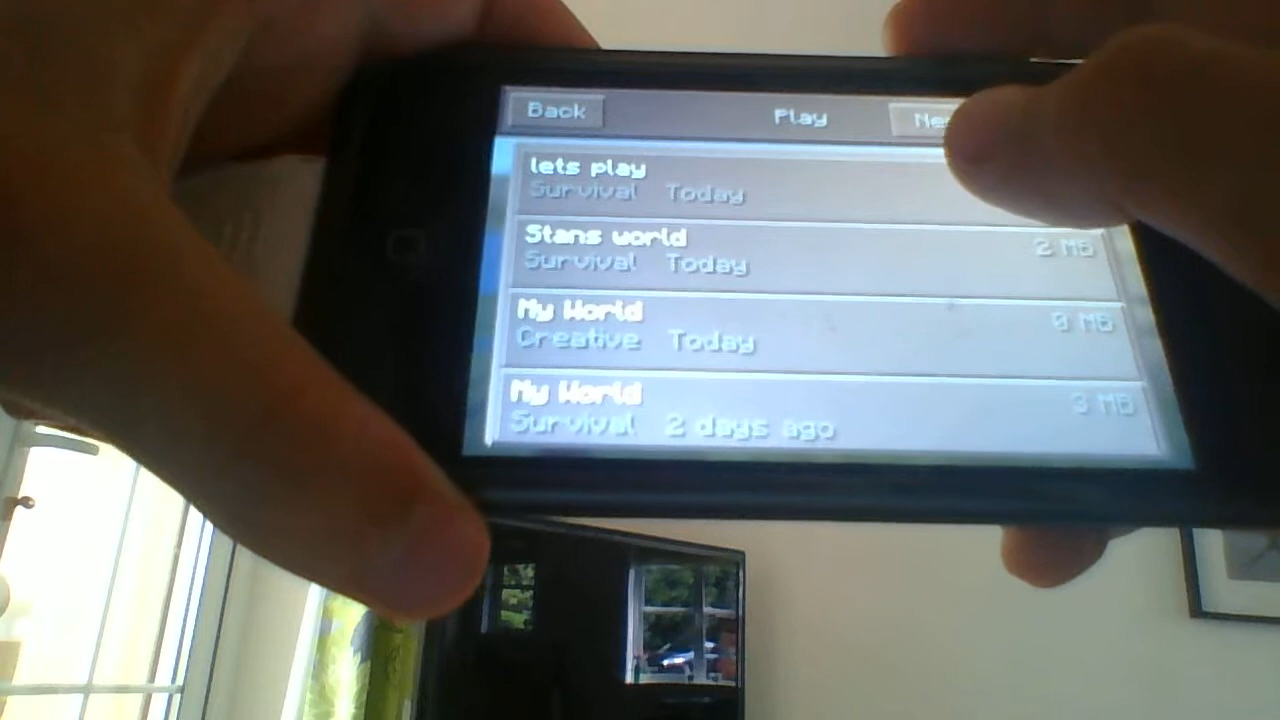 Back
Play
lets play
Survival Today
Stans world
2 MB
Survival Today
My World
0 MB
Creative Today
My World
3 MB
Survival 2 days ago